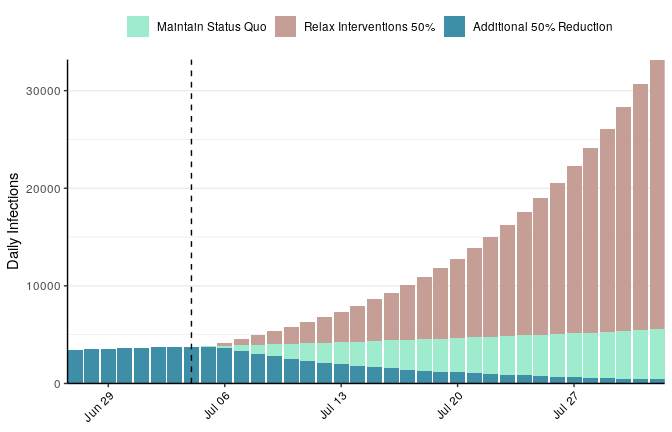 Maintain Status Quo Relax Interventions 50% Additional 50% Reduction
Daily Infections
30000
20000
10000
0
Jun 29 Jul 06 Jul 13 Jul 20 Jul 27